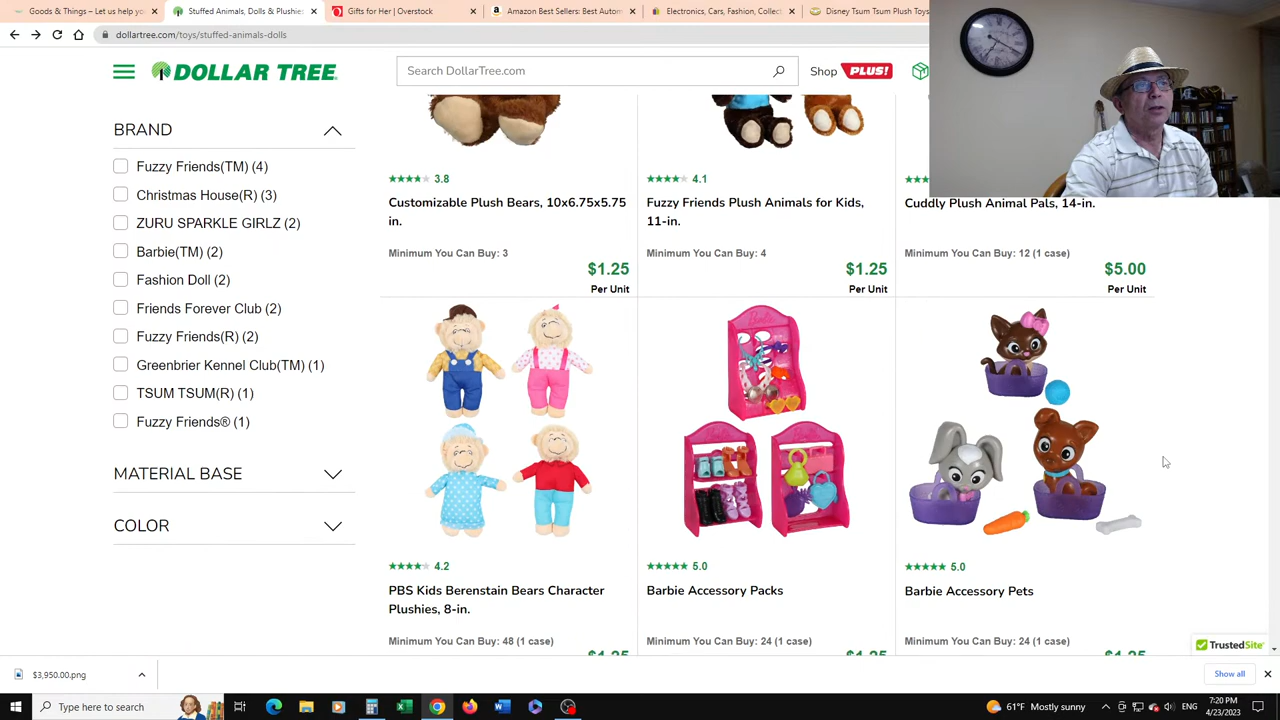 Goods & Things – Let us help you
Stuffed Animals, Dolls & Plushies
Gifts for Her | Overstock
Amazon Best Sellers: Best Autom
Electronics, Cars, Fashion, Collect
Disney Tsum Tsum Plush Toys
dollartree.com/toys/stuffed-animals-dolls
DOLLAR TREE
Search DollarTree.com
Shop PLUS!
BRAND
Fuzzy Friends(TM) (4)
Christmas House(R) (3)
ZURU SPARKLE GIRLZ (2)
Barbie(TM) (2)
Fashion Doll (2)
Friends Forever Club (2)
Fuzzy Friends(R) (2)
Greenbrier Kennel Club(TM) (1)
TSUM TSUM(R) (1)
Fuzzy Friends® (1)
MATERIAL BASE
COLOR
3.8
Customizable Plush Bears, 10x6.75x5.75
in.
Minimum You Can Buy: 3
$1.25
Per Unit
4.1
Fuzzy Friends Plush Animals for Kids,
11-in.
Minimum You Can Buy: 4
$1.25
Per Unit
Cuddly Plush Animal Pals, 14-in.
Minimum You Can Buy: 12 (1 case)
$5.00
Per Unit
4.2
PBS Kids Berenstain Bears Character
Plushies, 8-in.
Minimum You Can Buy: 48 (1 case)
$1.25
5.0
Barbie Accessory Packs
Minimum You Can Buy: 24 (1 case)
$1.25
5.0
Barbie Accessory Pets
Minimum You Can Buy: 24 (1 case)
$1.25
TrustedSite
$3,950.00.png
Show all
Type here to search
61°F Mostly sunny
ENG
7:20 PM
4/23/2023